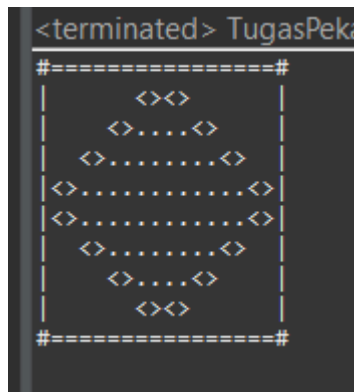 <terminated> TugasPeka
#================#
|      <><>      |
|    <>....<>    |
|  <>........<>  |
|<>............<>|
|<>............<>|
|  <>........<>  |
|    <>....<>    |
|      <><>      |
#================#